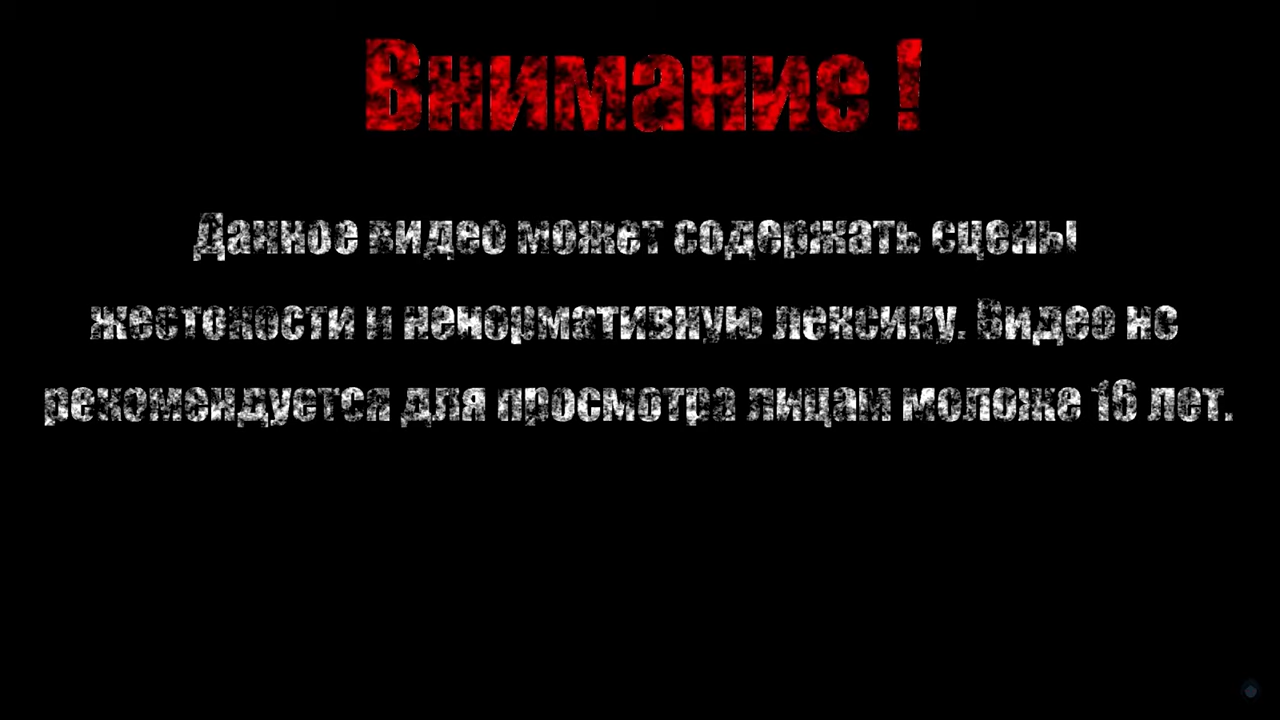 Внимание !
Данное видео может содержать сцены
жестокости и ненормативную лексику. Видео не
рекомендуется для просмотра лицам моложе 16 лет.